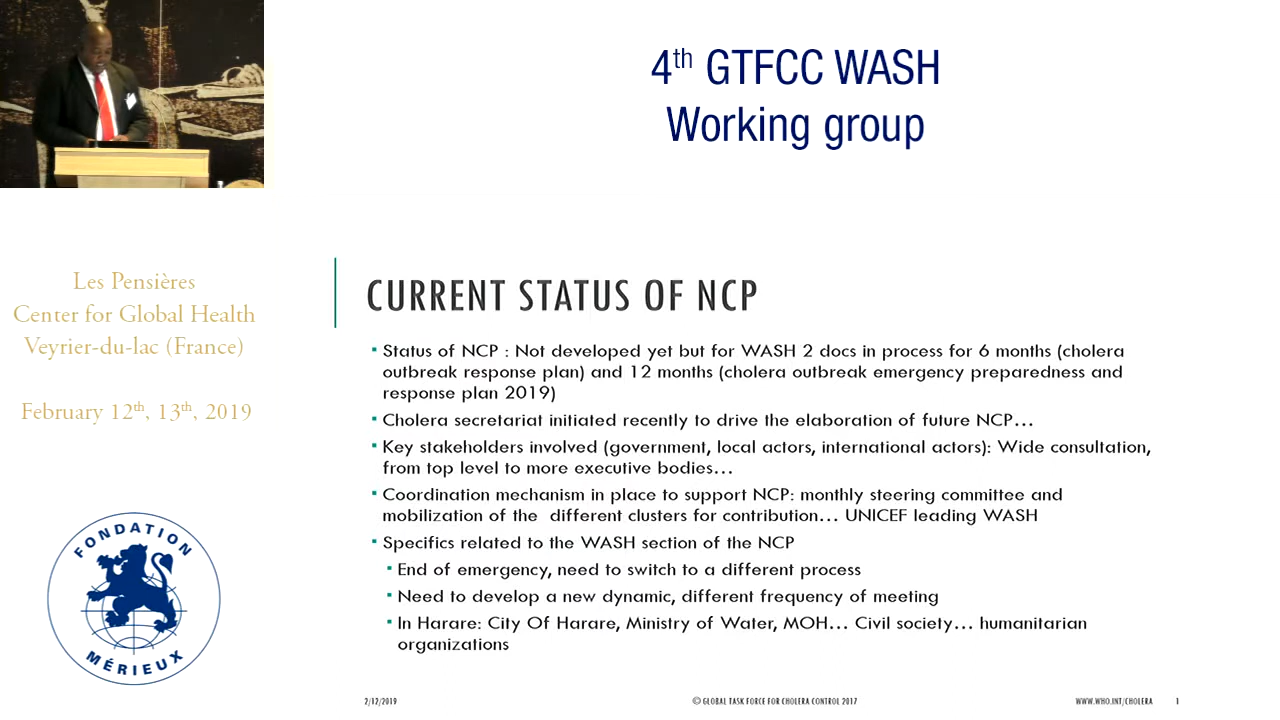 4th GTFCC WASH
Working group
Les Pensières
Center for Global Health
Veyrier-du-lac (France)
February 12th, 13th, 2019
FONDATION
MÉRIEUX
CURRENT STATUS OF NCP
▪ Status of NCP : Not developed yet but for WASH 2 docs in process for 6 months (cholera
outbreak response plan) and 12 months (cholera outbreak emergency preparedness and
response plan 2019)
▪ Cholera secretariat initiated recently to drive the elaboration of future NCP…
▪ Key stakeholders involved (government, local actors, international actors): Wide consultation,
from top level to more executive bodies…
▪ Coordination mechanism in place to support NCP: monthly steering committee and
mobilization of the different clusters for contribution… UNICEF leading WASH
▪ Specifics related to the WASH section of the NCP
▪ End of emergency, need to switch to a different process
▪ Need to develop a new dynamic, different frequency of meeting
▪ In Harare: City Of Harare, Ministry of Water, MOH… Civil society… humanitarian
organizations
2/12/2019
© GLOBAL TASK FORCE FOR CHOLERA CONTROL 2017
WWW.WHO.INT/CHOLERA
1